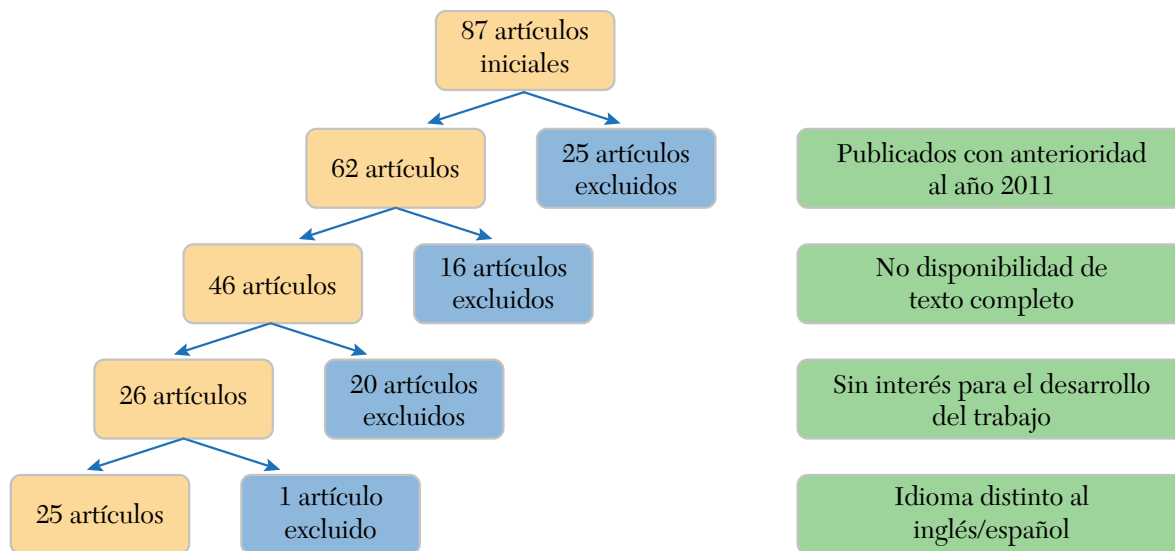 87 artículos
iniciales
62 artículos
25 artículos
excluidos
Publicados con anterioridad
al año 2011
46 artículos
16 artículos
excluidos
No disponibilidad de
texto completo
26 artículos
20 artículos
excluidos
Sin interés para el desarrollo
del trabajo
25 artículos
1 artículo
excluido
Idioma distinto al
inglés/español